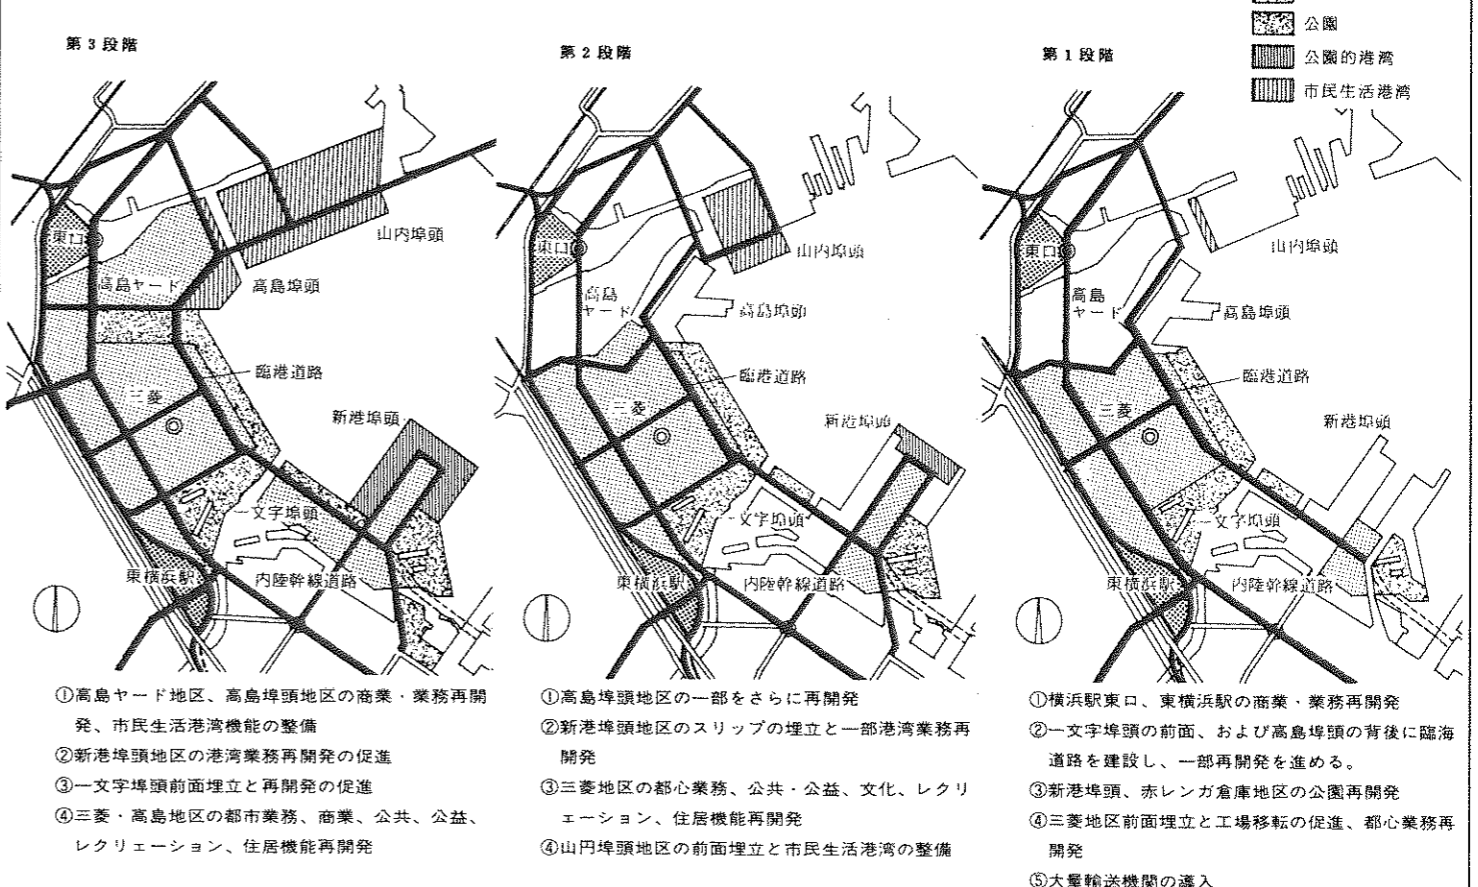 公園
公園的港湾
市民生活港湾
第1段階
東口
山内埠頭
高島
ヤード
高島埠頭
臨港道路
三菱
新港埠頭
一文字埠頭
東横浜駅
内陸幹線道路
①横浜駅東口、東横浜駅の商業・業務再開発
②一文字埠頭の前面、および高島埠頭の背後に臨海
道路を建設し、一部再開発を進める。
③新港埠頭、赤レンガ倉庫地区の公園再開発
④三菱地区前面埋立と工場移転の促進、都心業務再
開発
⑤大量輸送機関の導入
第2段階
東口
山内埠頭
高島
ヤード
高島埠頭
臨港道路
三菱
新港埠頭
一文字埠頭
東横浜駅
内陸幹線道路
①高島埠頭地区の一部をさらに再開発
②新港埠頭地区のスリップの埋立と一部港湾業務再
開発
③三菱地区の都心業務、公共・公益、文化、レクリ
ェーション、住居機能再開発
④山円埠頭地区の前面埋立と市民生活港湾の整備
第3段階
東口
山内埠頭
高島ヤード
高島埠頭
臨港道路
三菱
新港埠頭
一文字埠頭
東横浜駅
内陸幹線道路
①高島ヤード地区、高島埠頭地区の商業・業務再開
発、市民生活港湾機能の整備
②新港埠頭地区の港湾業務再開発の促進
③一文字埠頭前面埋立と再開発の促進
④三菱・高島地区の都市業務、商業、公共、公益、
レクリェーション、住居機能再開発